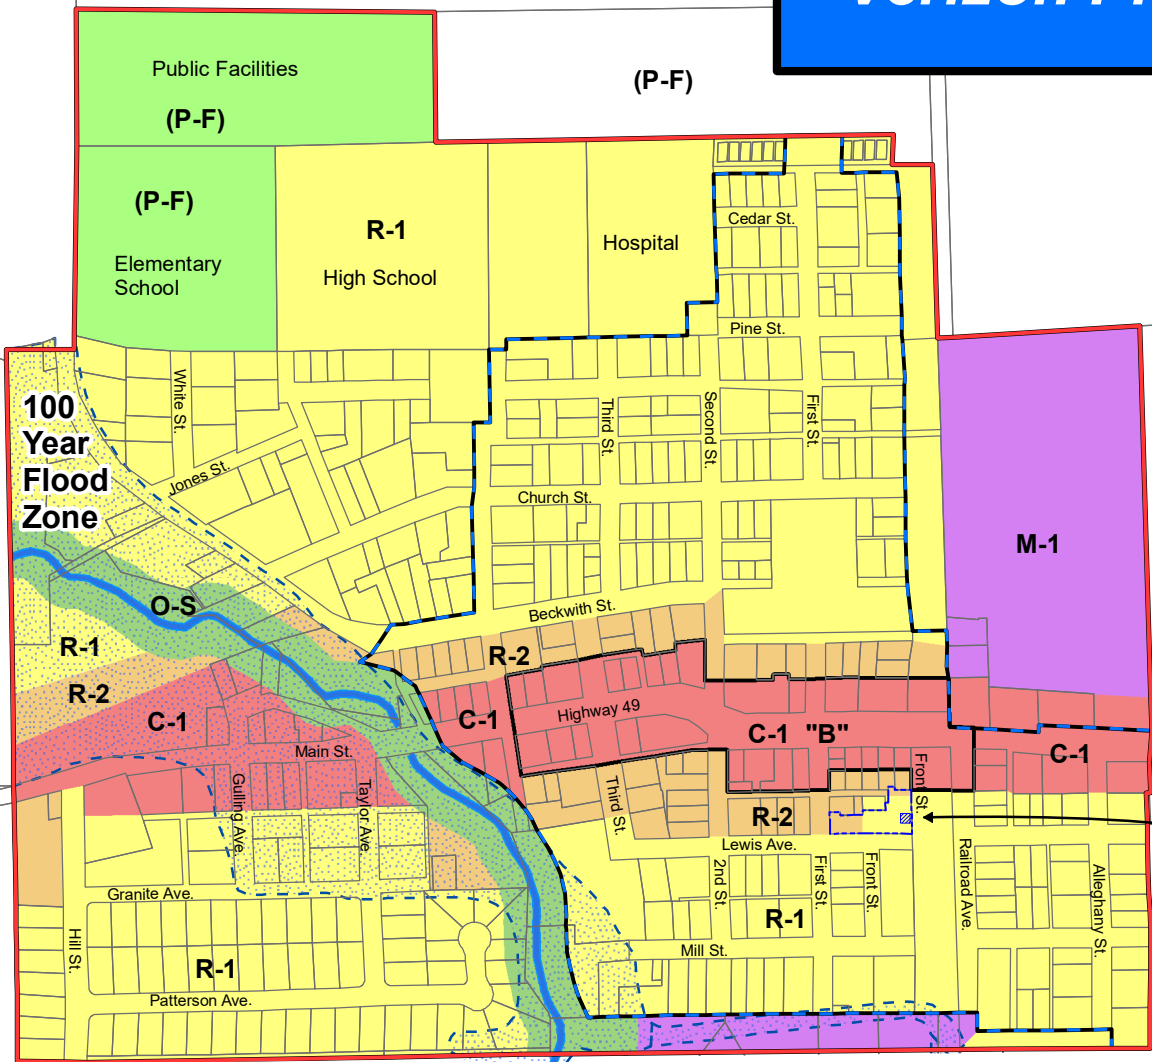 Public Facilities
(P-F)
(P-F)
(P-F)
R-1
Elementary
School
High School
Hospital
Cedar St.
Pine St.
White St.
100
Year
Flood
Zone
Third St.
Second St.
First St.
Jones St.
Church St.
M-1
O-S
Beckwith St.
R-1
R-2
R-2
C-1
C-1
Highway 49
C-1 "B"
C-1
Main St.
Gulling Ave.
Taylor Ave.
Third St.
Front St.
R-2
Lewis Ave.
2nd St.
First St.
Front St.
Railroad Ave.
Alleghany St.
Granite Ave.
R-1
Hill St.
R-1
Mill St.
Patterson Ave.